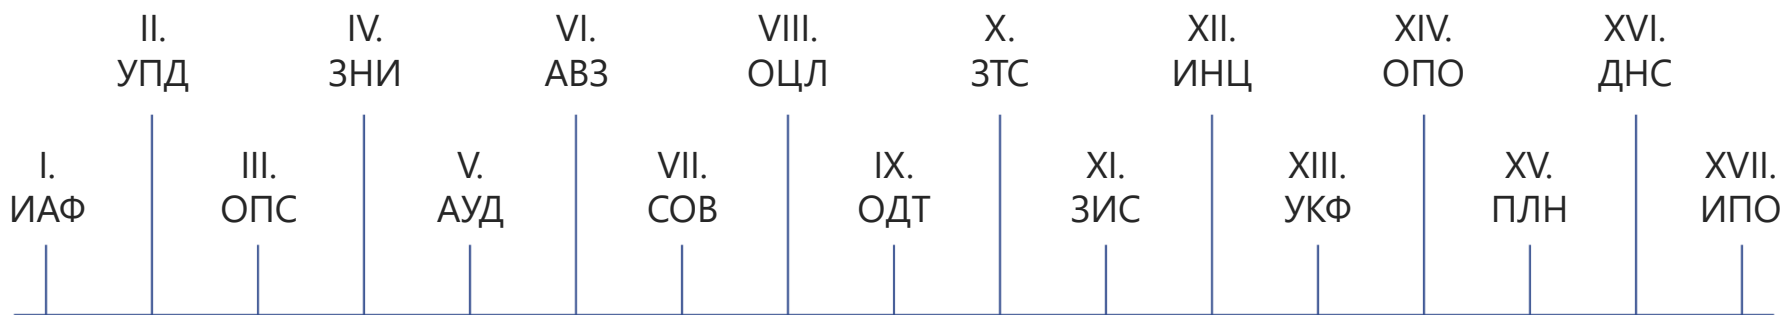 I.
ИАФ
II.
УПД
III.
ОПС
IV.
ЗНИ
V.
АУД
VI.
АВЗ
VII.
СОВ
VIII.
ОЦЛ
IX.
ОДТ
X.
ЗТС
XI.
ЗИС
XII.
ИНЦ
XIII.
УКФ
XIV.
ОПО
XV.
ПЛН
XVI.
ДНС
XVII.
ИПО